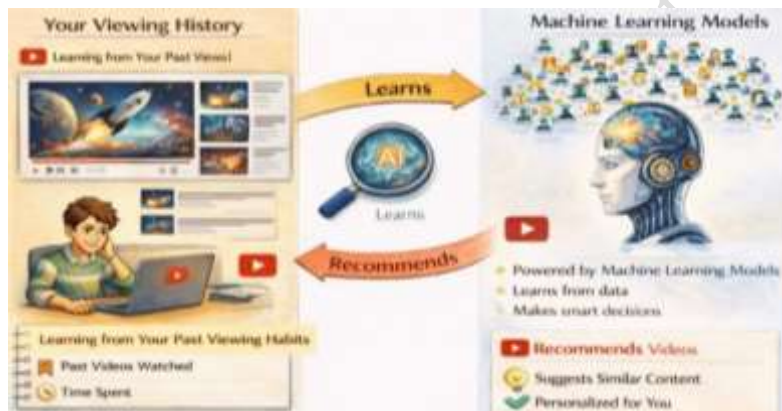 Your Viewing History
Learning from Your Past Views!
Learning from Your Past Viewing Habits
Past Videos Watched
Time Spent
Learns
AI
Learns
Recommends
Machine Learning Models
Powered by Machine Learning Models
Learns from data
Makes smart decisions
Recommends Videos
Suggests Similar Content
Personalized for You